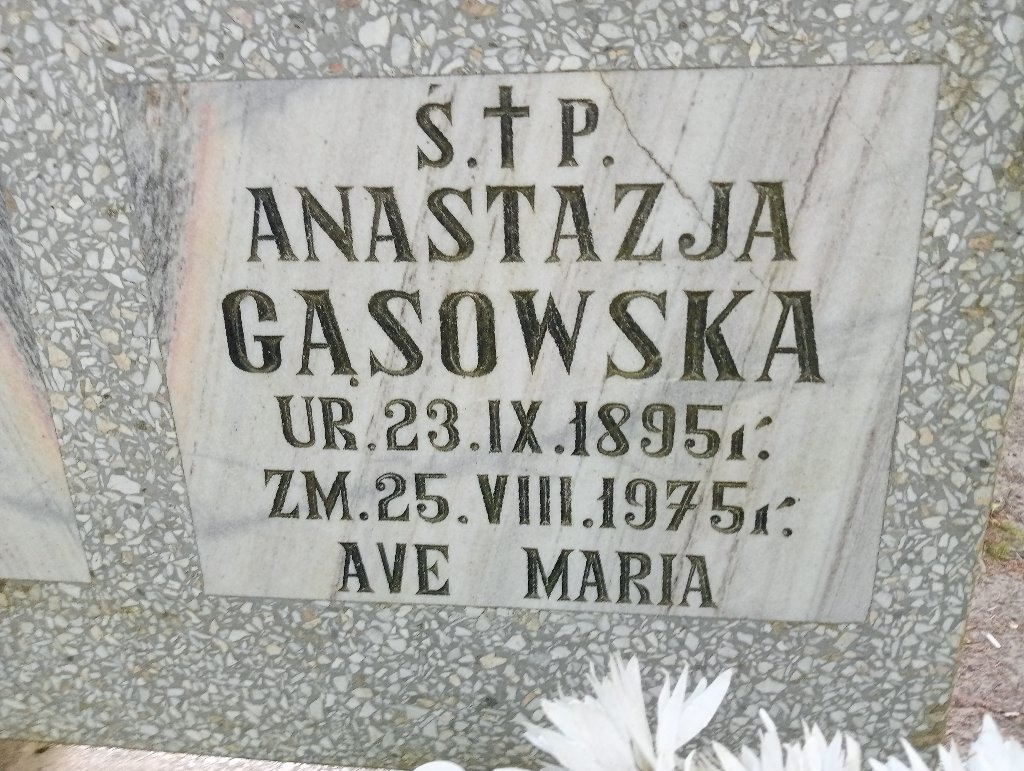 Ś.†P.
ANASTAZJA
GĄSOWSKA
UR.23.IX.1895r.
ZM.25.VIII.1975r.
AVE MARIA